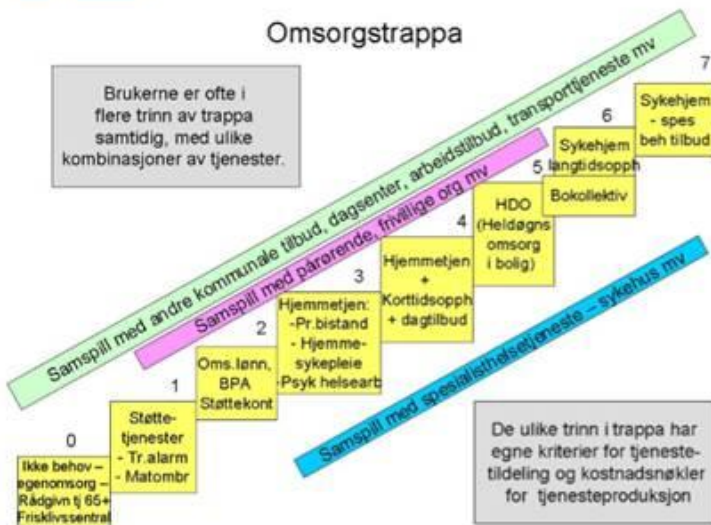 Omsorgstrappa
Brukerne er ofte i
flere trinn av trappa
samtidig, med ulike
kombinasjoner av tjenester.
Samspill med andre kommunale tilbud, dagsenter, arbeidstilbud, transporttjeneste mv
Samspill med pårørende, frivillige org mv
0
Ikke behov –
egenomsorg –
Rådgivn tj 65+
Frisklivssentral
1
Støtte-
tjenester
- Tr.alarm
- Matombr
2
Oms.lønn,
BPA
Støttekont
3
Hjemmetjen:
-Pr.bistand
- Hjemme-
sykepleie
-Psyk helsearb
4
Hjemmetjen
+
Korttidsopph
+ dagtilbud
5
HDO
(Heldøgns
omsorg
i bolig)
6
Sykehjem
langtidsopph
Bokollektiv
7
Sykehjem
- spes
beh tilbud
Samspill med spesialisthelsetjeneste – sykehus mv
De ulike trinn i trappa har
egne kriterier for tjeneste-
tildeling og kostnadsnøkler
for tjenesteproduksjon